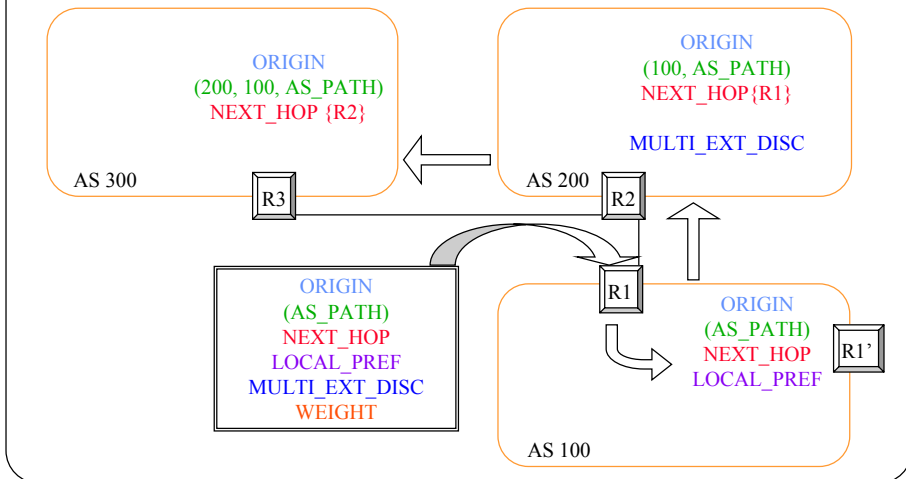 ORIGIN
(200, 100, AS_PATH)
NEXT_HOP {R2}
AS 300
R3
ORIGIN
(100, AS_PATH)
NEXT_HOP{R1}
MULTI_EXT_DISC
AS 200
R2
ORIGIN
(AS_PATH)
NEXT_HOP
LOCAL_PREF
MULTI_EXT_DISC
WEIGHT
R1
ORIGIN
(AS_PATH)
NEXT_HOP
LOCAL_PREF
R1’
AS 100